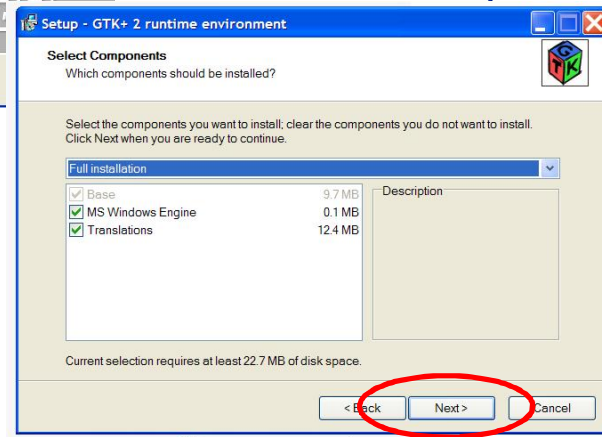 Setup - GTK+ 2 runtime environment
Select Components
Which components should be installed?
GTK
Select the components you want to install; clear the components you do not want to install.
Click Next when you are ready to continue.
Full installation
Base 9.7 MB
MS Windows Engine 0.1 MB
Translations 12.4 MB
Description
Current selection requires at least 22.7 MB of disk space.
< Back Next > Cancel